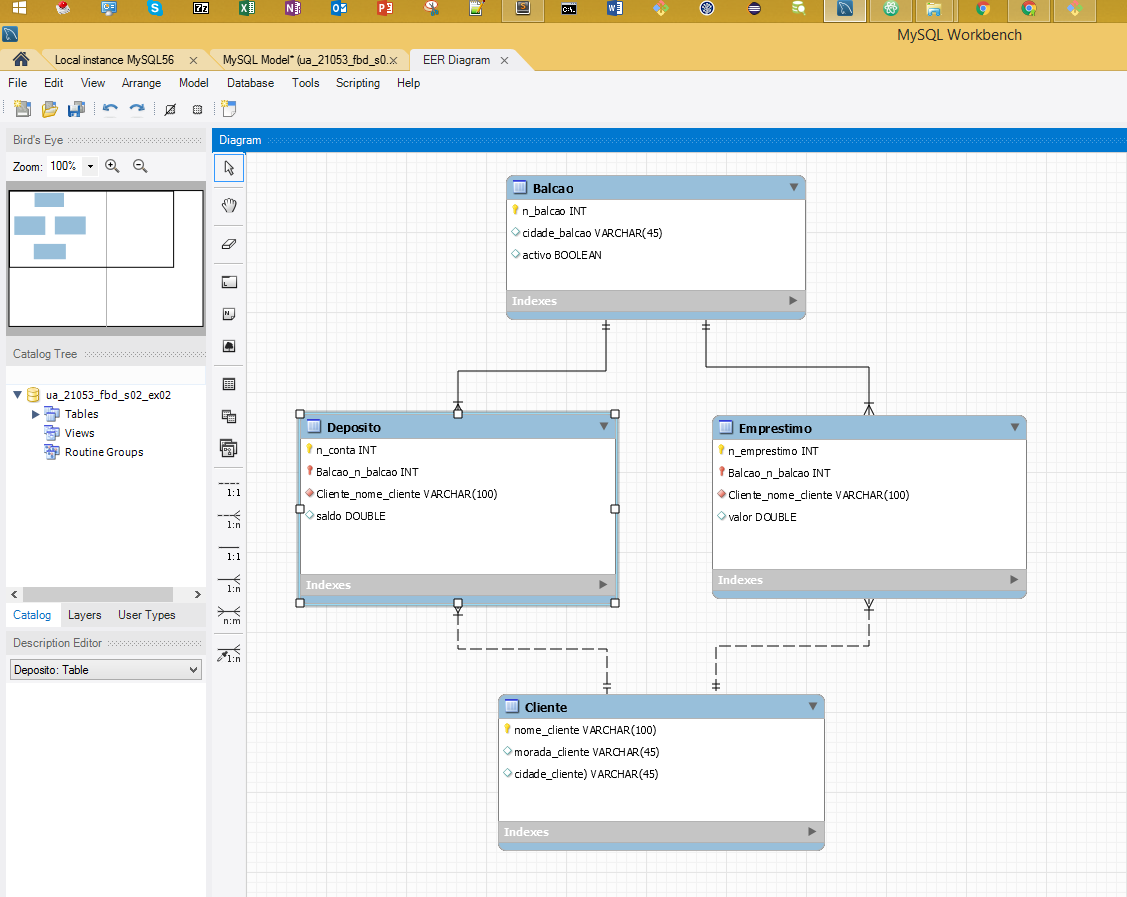 MySQL Workbench
Local instance MySQL56
MySQL Model* (ua_21053_fbd_s0.
EER Diagram
File Edit View Arrange Model Database Tools Scripting Help
Bird's Eye
Zoom: 100%
Catalog Tree
ua_21053_fbd_s02_ex02
Tables
Views
Routine Groups
Catalog Layers User Types
Description Editor
Deposito: Table
Diagram
1:1
1:n
1:1
1:n
n:m
1:n
Balcao
n_balcao INT
cidade_balcao VARCHAR(45)
activo BOOLEAN
Indexes
Deposito
n_conta INT
Balcao_n_balcao INT
Cliente_nome_cliente VARCHAR(100)
saldo DOUBLE
Indexes
Emprestimo
n_emprestimo INT
Balcao_n_balcao INT
Cliente_nome_cliente VARCHAR(100)
valor DOUBLE
Indexes
Cliente
nome_cliente VARCHAR(100)
morada_cliente VARCHAR(45)
cidade_cliente) VARCHAR(45)
Indexes